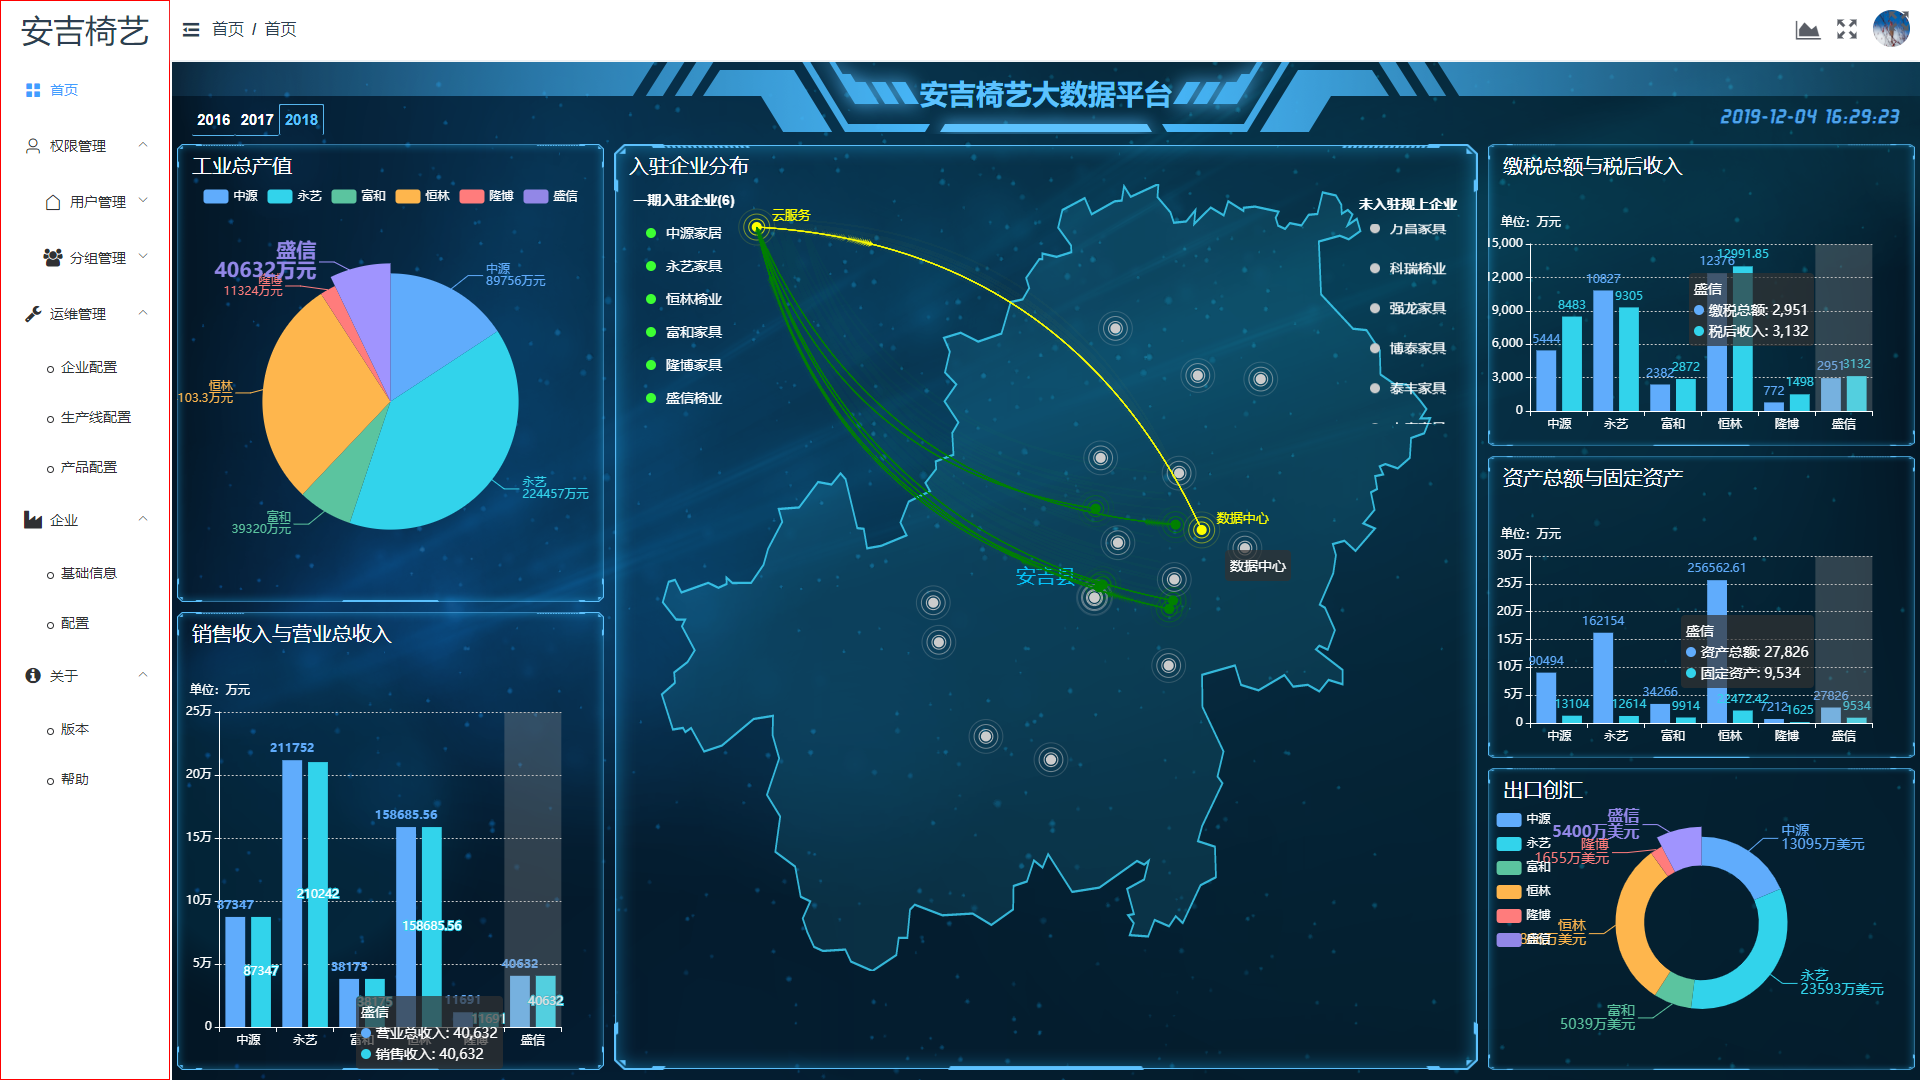 安吉椅艺
首页 / 首页
首页
权限管理
用户管理
分组管理
运维管理
企业配置
生产线配置
产品配置
企业
基础信息
配置
关于
版本
帮助
安吉椅艺大数据平台
2019-12-04 16:29:23
2016 2017 2018
工业总产值
中源 永艺 富和 恒林 隆博 盛信
盛信
40632万元
隆博
11324万元
中源
89756万元
恒林
103.3万元
永艺
224457万元
富和
39320万元
销售收入与营业总收入
单位：万元
25万
20万
15万
10万
5万
0
211752
210242
158685.56
158685.56
87347
87347
38175
38175
11691
11691
40632
40632
盛信
营业总收入: 40,632
销售收入: 40,632
中源 永艺 富和 恒林 隆博 盛信
入驻企业分布
一期入驻企业(6)
中源家居
永艺家具
恒林椅业
富和家具
隆博家具
盛信椅业
云服务
数据中心
数据中心
安吉县
未入驻规上企业
万昌家具
科瑞椅业
强龙家具
博泰家具
泰丰家具
缴税总额与税后收入
单位：万元
15,000
12,000
9,000
6,000
3,000
0
5444
8483
10827
9305
2382
2872
12376
12991.85
772
1498
2951
3132
盛信
缴税总额: 2,951
税后收入: 3,132
中源 永艺 富和 恒林 隆博 盛信
资产总额与固定资产
单位：万元
30万
25万
20万
15万
10万
5万
0
90494
13104
162154
12614
34266
9914
256562.61
22472.42
7212
1625
27826
9534
盛信
资产总额: 27,826
固定资产: 9,534
中源 永艺 富和 恒林 隆博 盛信
出口创汇
中源
永艺
富和
恒林
隆博
盛信
盛信
5400万美元
隆博
1655万美元
中源
13095万美元
恒林
永艺
23593万美元
富和
5039万美元